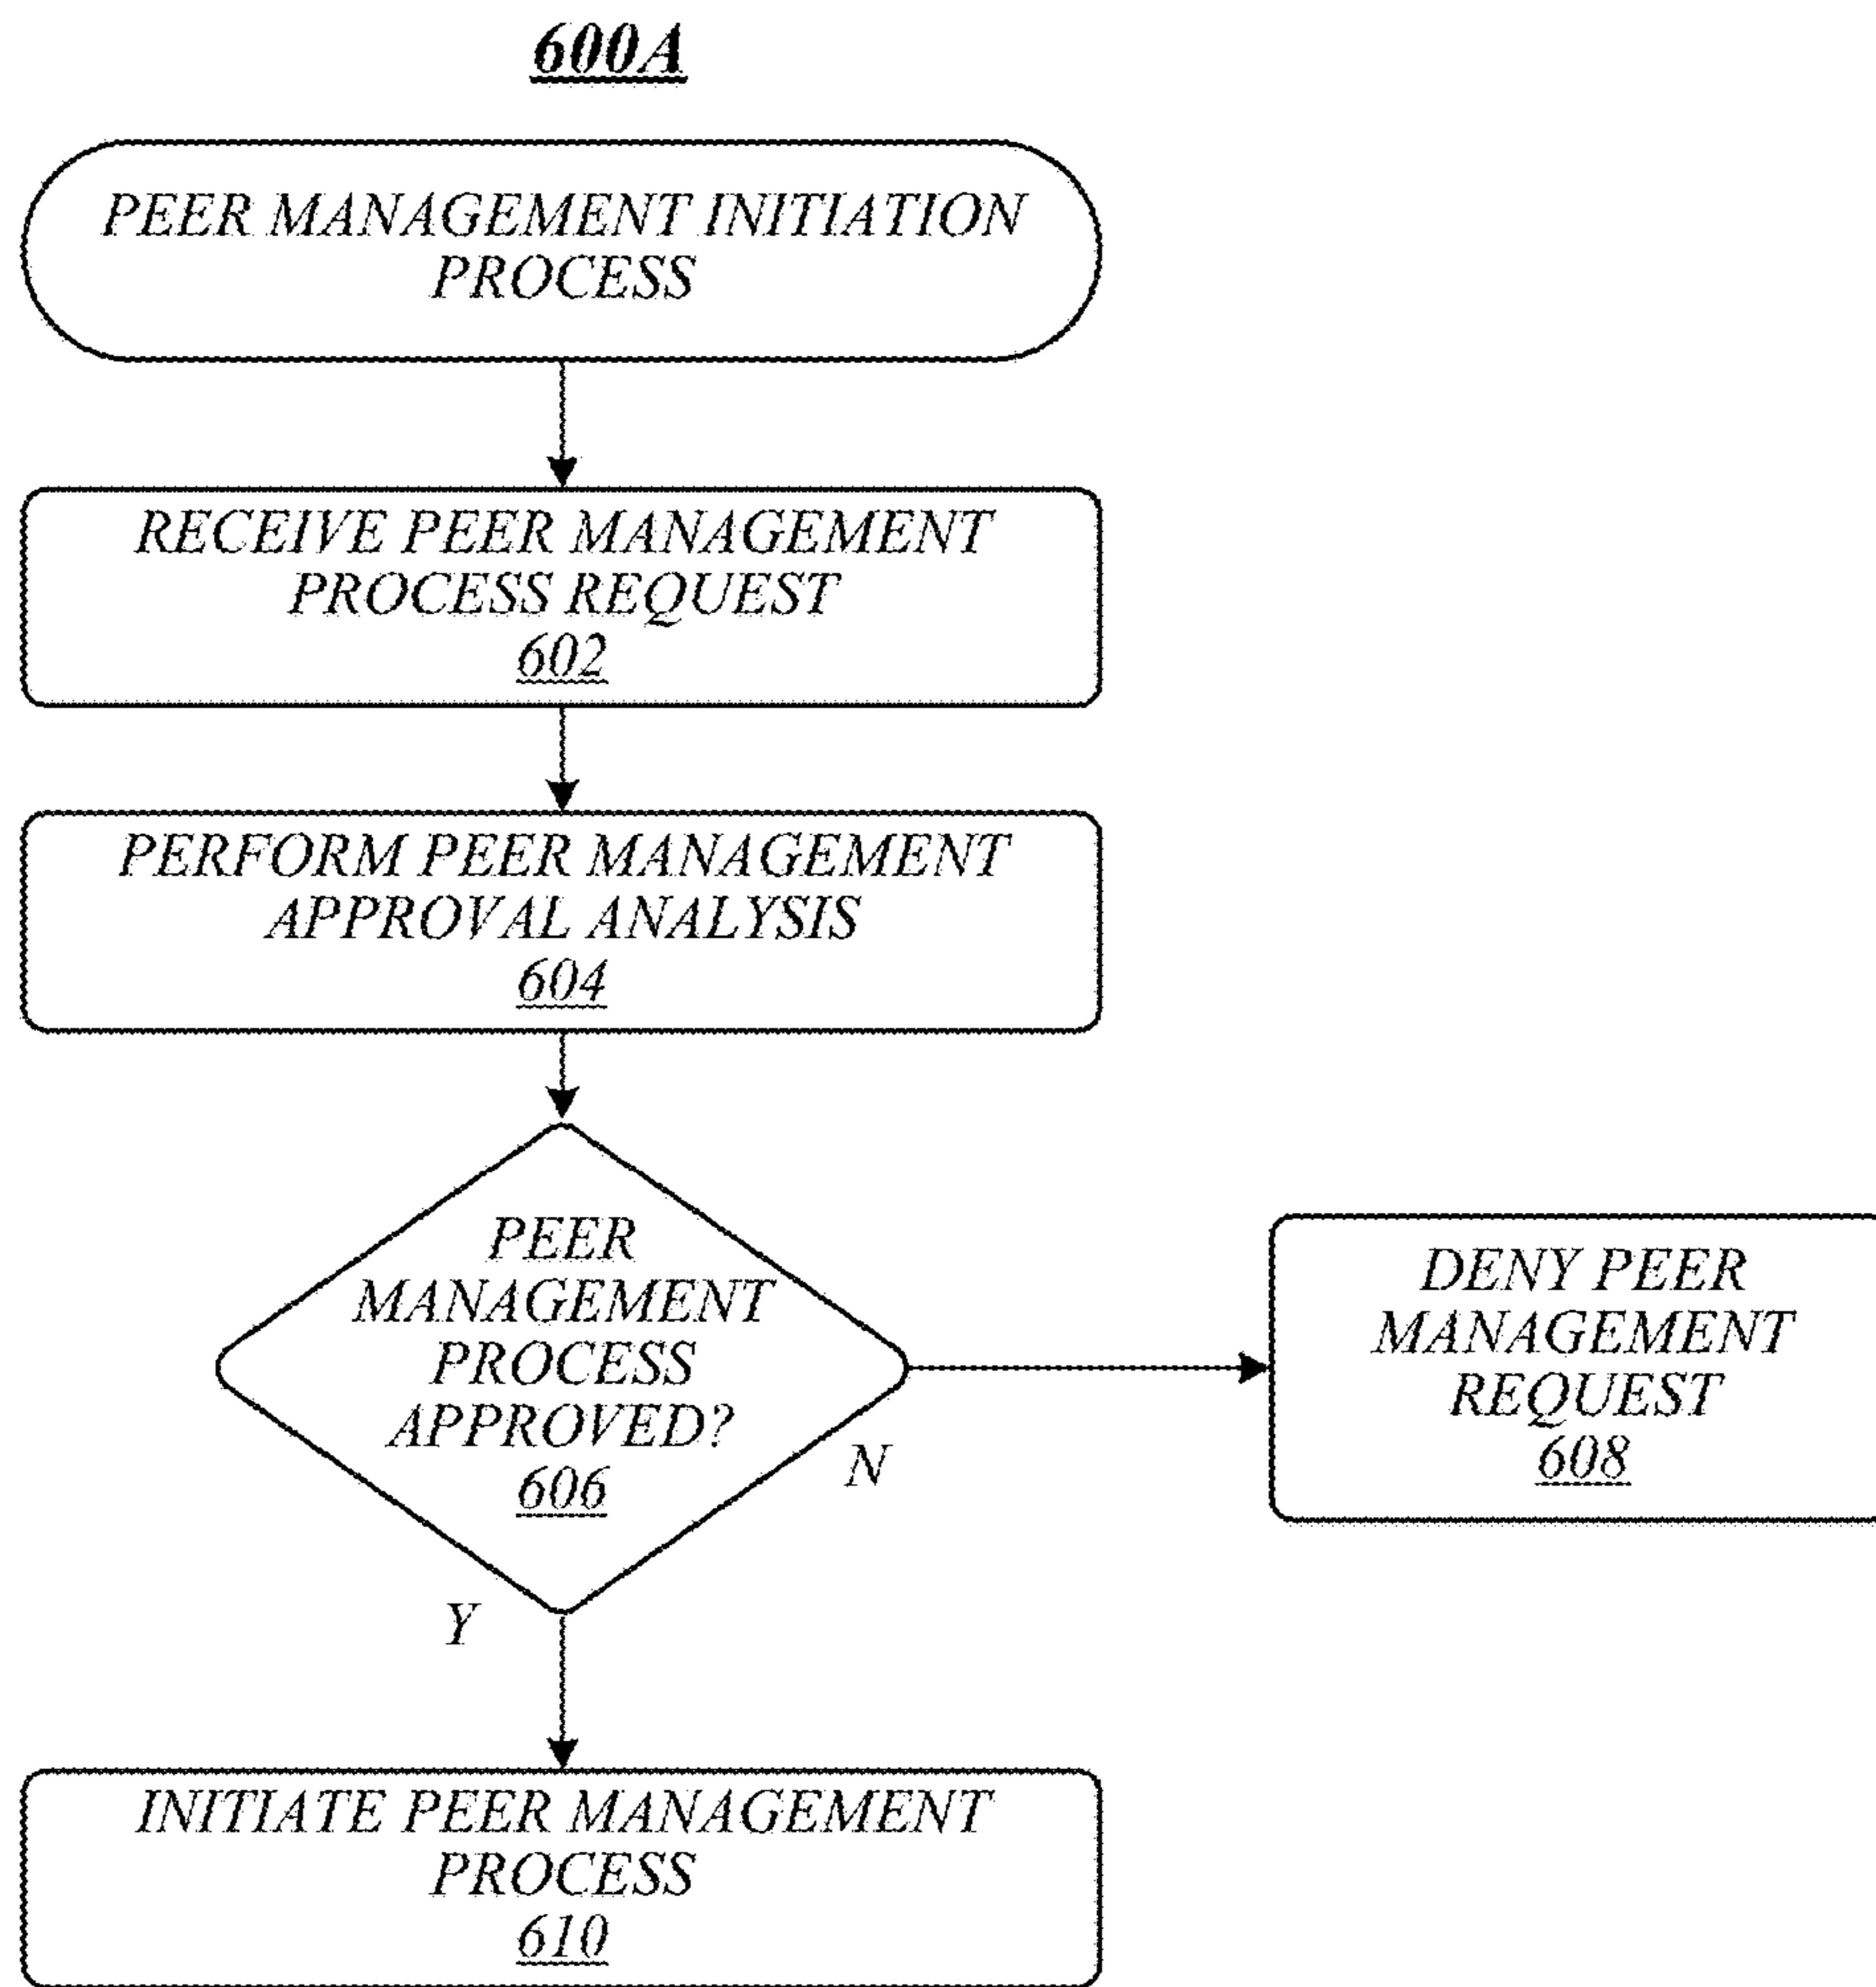 600A
PEER MANAGEMENT INITIATION
PROCESS
RECEIVE PEER MANAGEMENT
PROCESS REQUEST
602
PERFORM PEER MANAGEMENT
APPROVAL ANALYSIS
604
PEER
MANAGEMENT
PROCESS
APPROVED?
606
N
DENY PEER
MANAGEMENT
REQUEST
608
Y
INITIATE PEER MANAGEMENT
PROCESS
610